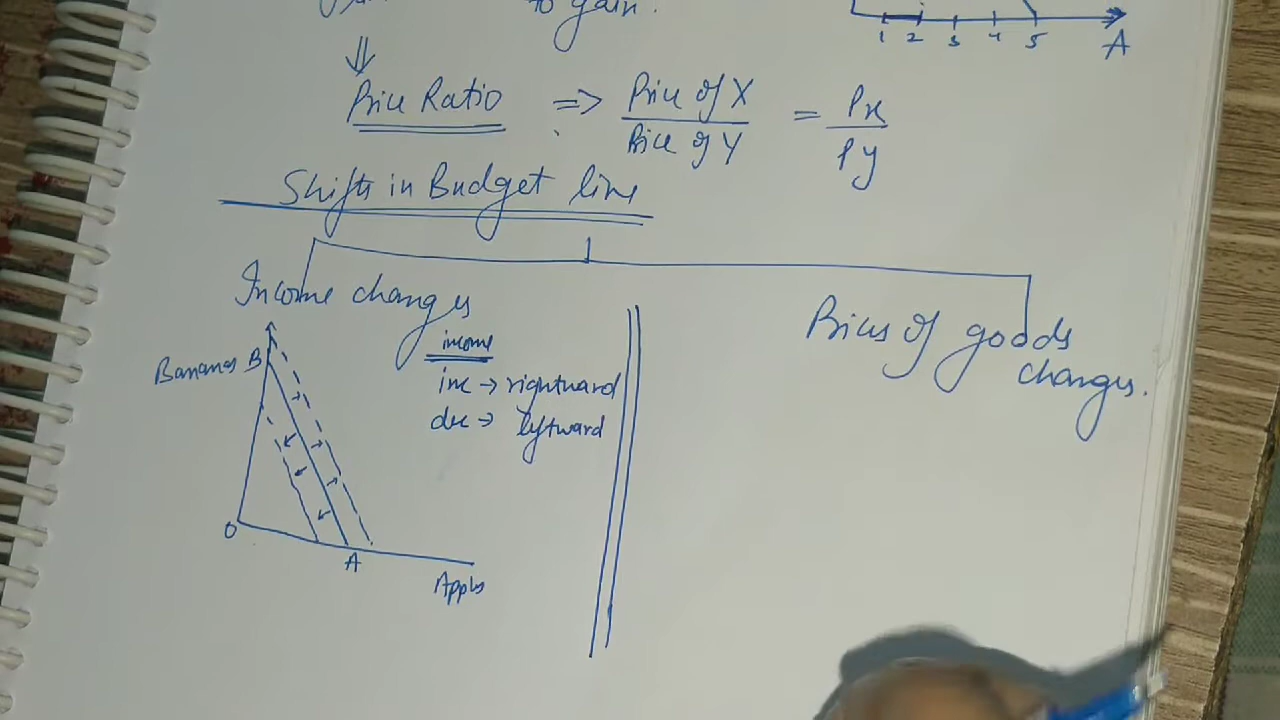 to gain.
1 2 3 4 5
A
⇓
Price Ratio => Price of X / Price of Y = Px / Py
Shifts in Budget line
Income changes
Prices of goods
changes.
income
inc → rightward
dec → leftward
Bananas B
O
A
Apples